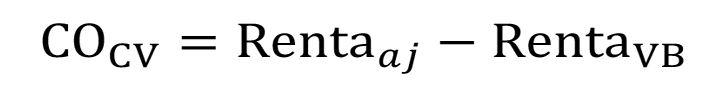 CO_CV = Renta_aj − Renta_VB